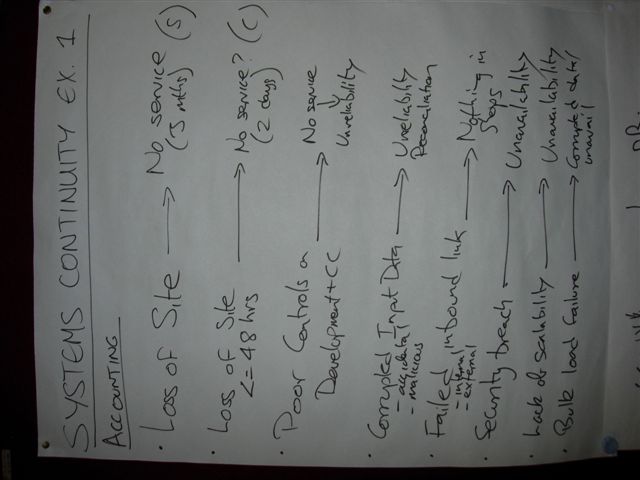 SYSTEMS CONTINUITY EX. 1
ACCOUNTING
• Loss of Site → No service (S)
(3 mths)
• Loss of Site → No service? (C)
<= 48 hrs (2 days)
• Poor Controls on → No service
Development + CC Unreliability
• Corrupted Input Data → Unreliability
- accidental Reconciliation
- malicious
• Failed inbound link → Nothing in
- internal
- external
• Security breach → Unavailability
• Lack of scalability → Unavailability
• Bulk load failure → Corrupted data/
unavail